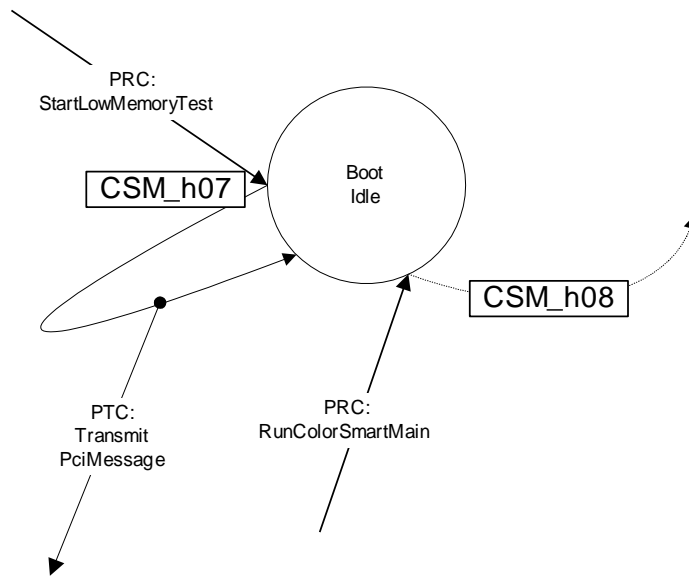 PRC:
StartLowMemoryTest
CSM_h07
Boot
Idle
CSM_h08
PTC:
Transmit
PciMessage
PRC:
RunColorSmartMain